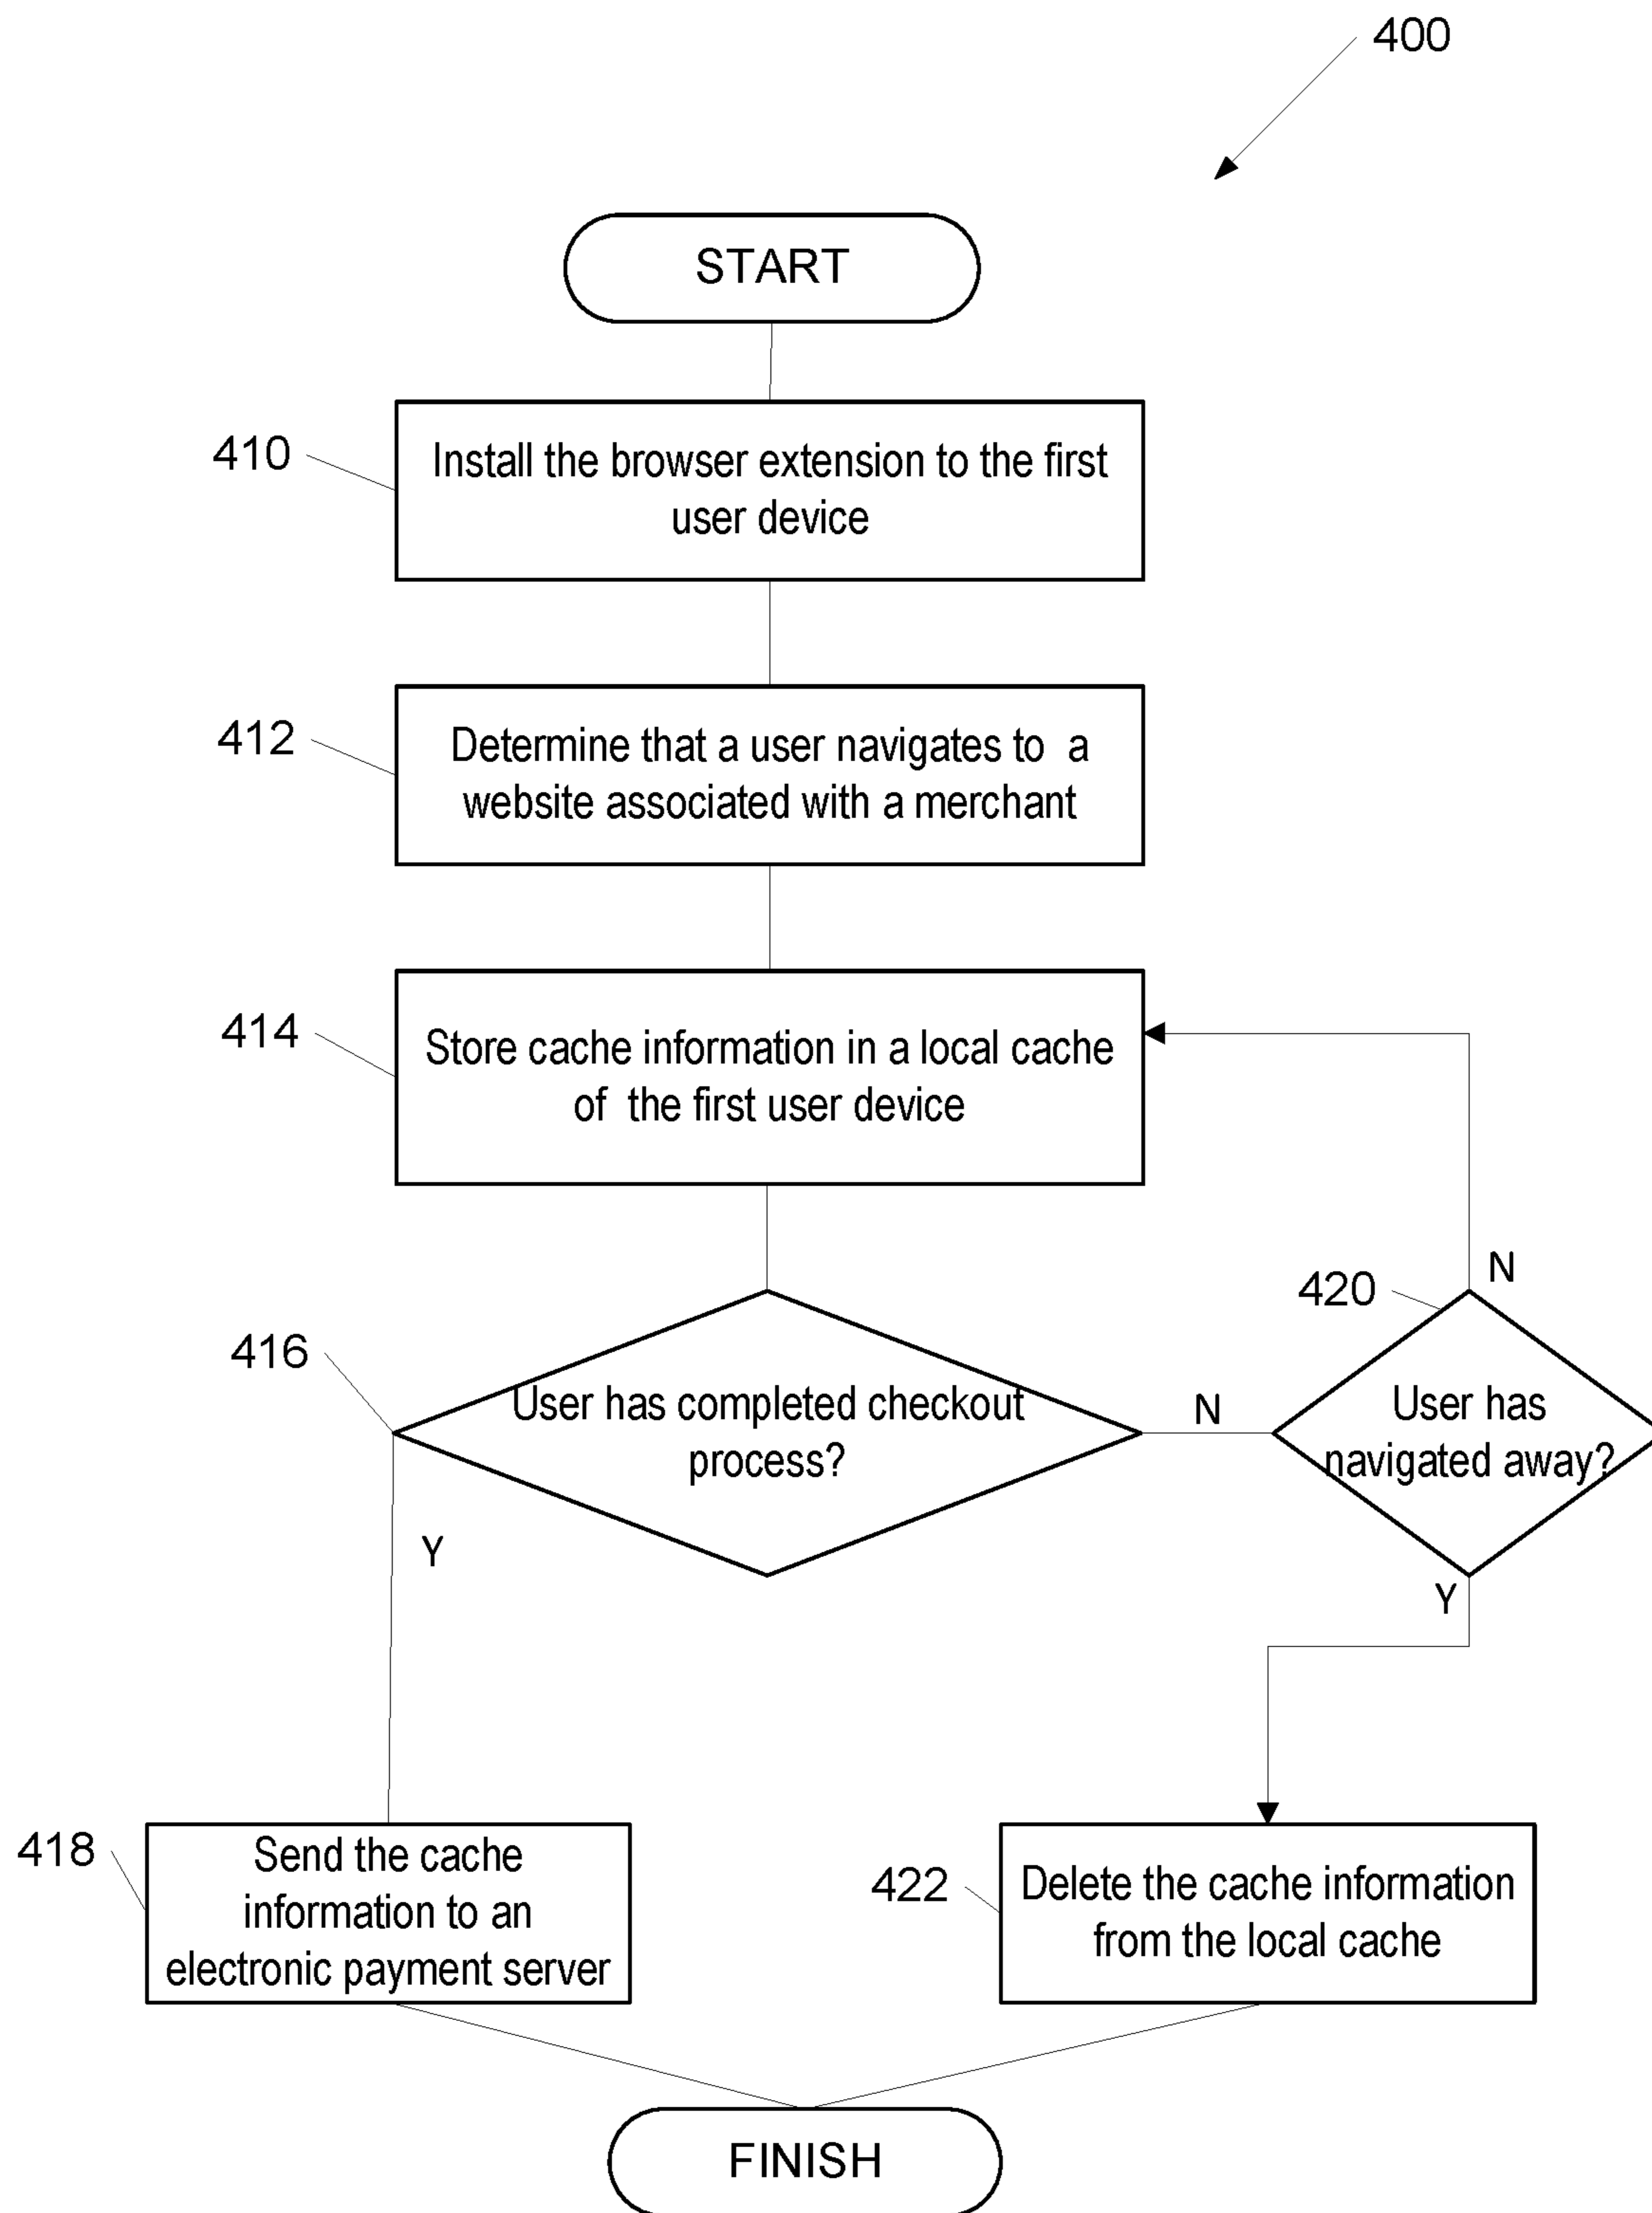 400
START
410
Install the browser extension to the first
user device
412
Determine that a user navigates to a
website associated with a merchant
414
Store cache information in a local cache
of the first user device
416
User has completed checkout
process?
N
Y
420
N
User has
navigated away?
Y
418
Send the cache
information to an
electronic payment server
422
Delete the cache information
from the local cache
FINISH